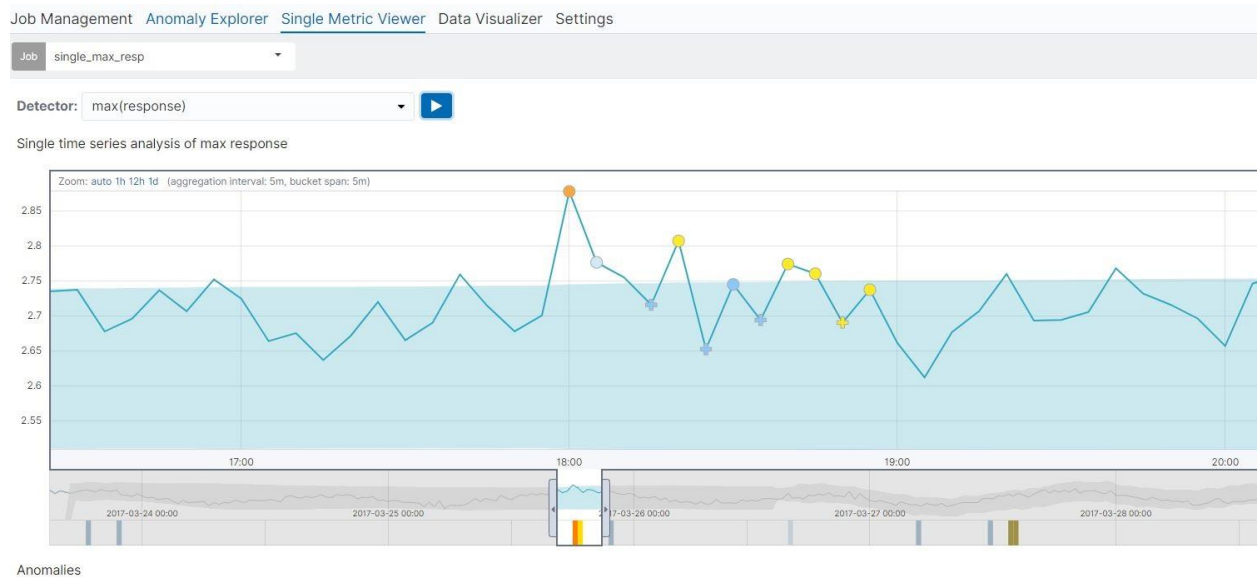 Job Management Anomaly Explorer Single Metric Viewer Data Visualizer Settings
Job single_max_resp
Detector: max(response)
Single time series analysis of max response
Zoom: auto 1h 12h 1d (aggregation interval: 5m, bucket span: 5m)
2.85
2.8
2.75
2.7
2.65
2.6
2.55
17:00 18:00 19:00 20:00
2017-03-24 00:00 2017-03-25 00:00 2017-03-26 00:00 2017-03-27 00:00 2017-03-28 00:00
Anomalies